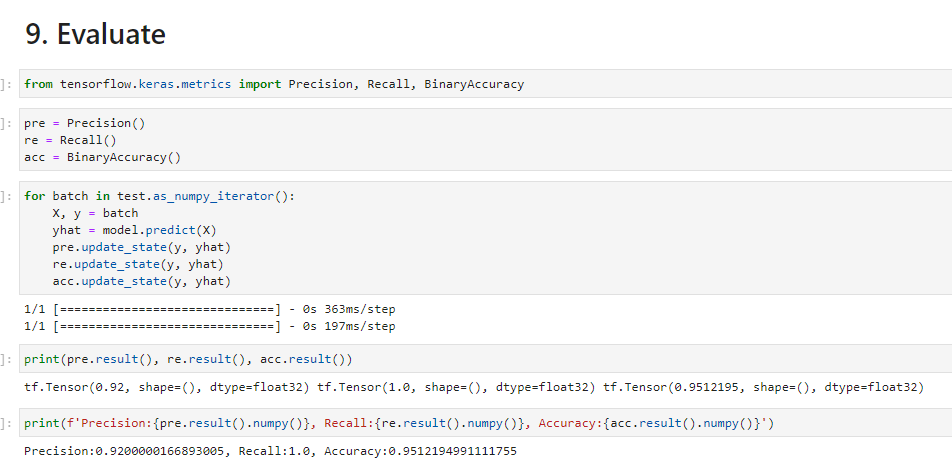 9. Evaluate
]: from tensorflow.keras.metrics import Precision, Recall, BinaryAccuracy
]: pre = Precision()
re = Recall()
acc = BinaryAccuracy()
]: for batch in test.as_numpy_iterator():
    X, y = batch
    yhat = model.predict(X)
    pre.update_state(y, yhat)
    re.update_state(y, yhat)
    acc.update_state(y, yhat)
1/1 [==============================] - 0s 363ms/step
1/1 [==============================] - 0s 197ms/step
]: print(pre.result(), re.result(), acc.result())
tf.Tensor(0.92, shape=(), dtype=float32) tf.Tensor(1.0, shape=(), dtype=float32) tf.Tensor(0.9512195, shape=(), dtype=float32)
]: print(f'Precision:{pre.result().numpy()}, Recall:{re.result().numpy()}, Accuracy:{acc.result().numpy()}')
Precision:0.9200000166893005, Recall:1.0, Accuracy:0.9512194991111755